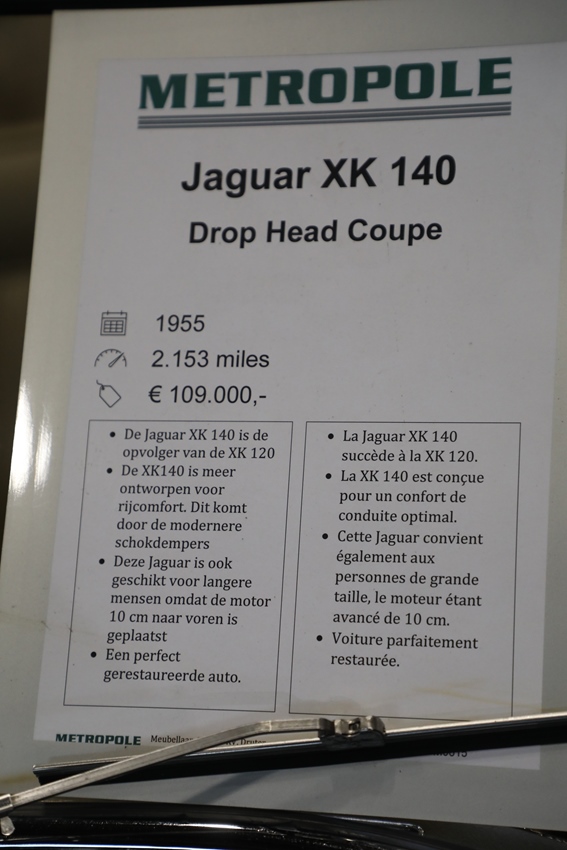 METROPOLE
Jaguar XK 140
Drop Head Coupe
1955
2.153 miles
€ 109.000,-
• De Jaguar XK 140 is de
opvolger van de XK 120
• De XK140 is meer
ontworpen voor
rijcomfort. Dit komt
door de modernere
schokdempers
• Deze Jaguar is ook
geschikt voor langere
mensen omdat de motor
10 cm naar voren is
geplaatst
• Een perfect
gerestaureerde auto.
• La Jaguar XK 140
succède à la XK 120.
• La XK 140 est conçue
pour un confort de
conduite optimal.
• Cette Jaguar convient
également aux
personnes de grande
taille, le moteur étant
avancé de 10 cm.
• Voiture parfaitement
restaurée.
METROPOLE